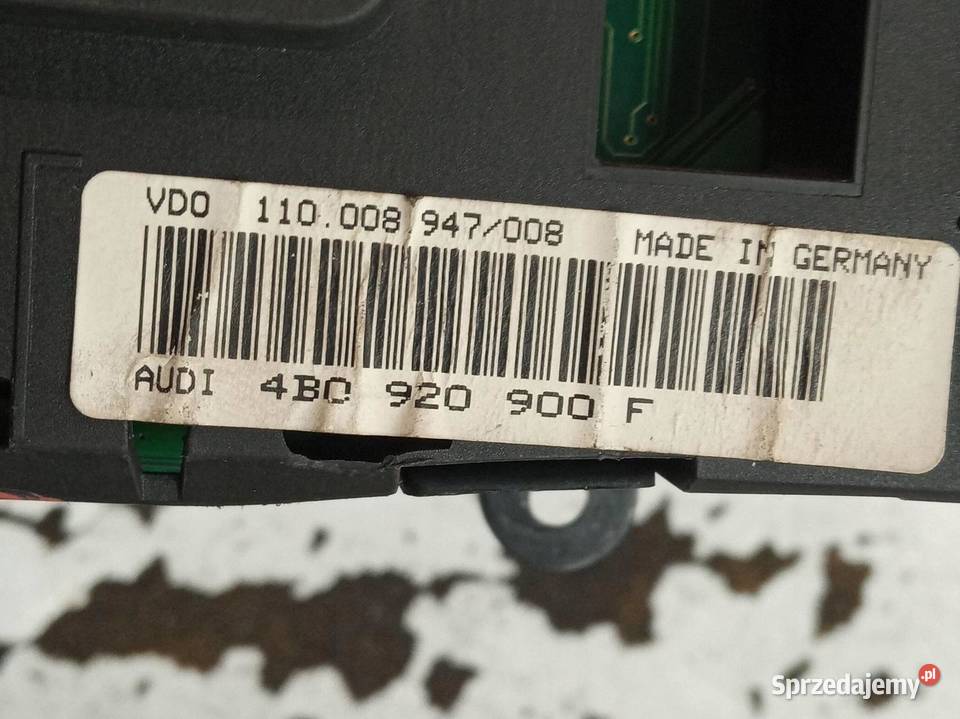 VDO 110.008 947/008 MADE IN GERMANY
AUDI 4B0 920 900 F
Sprzedajemy.pl